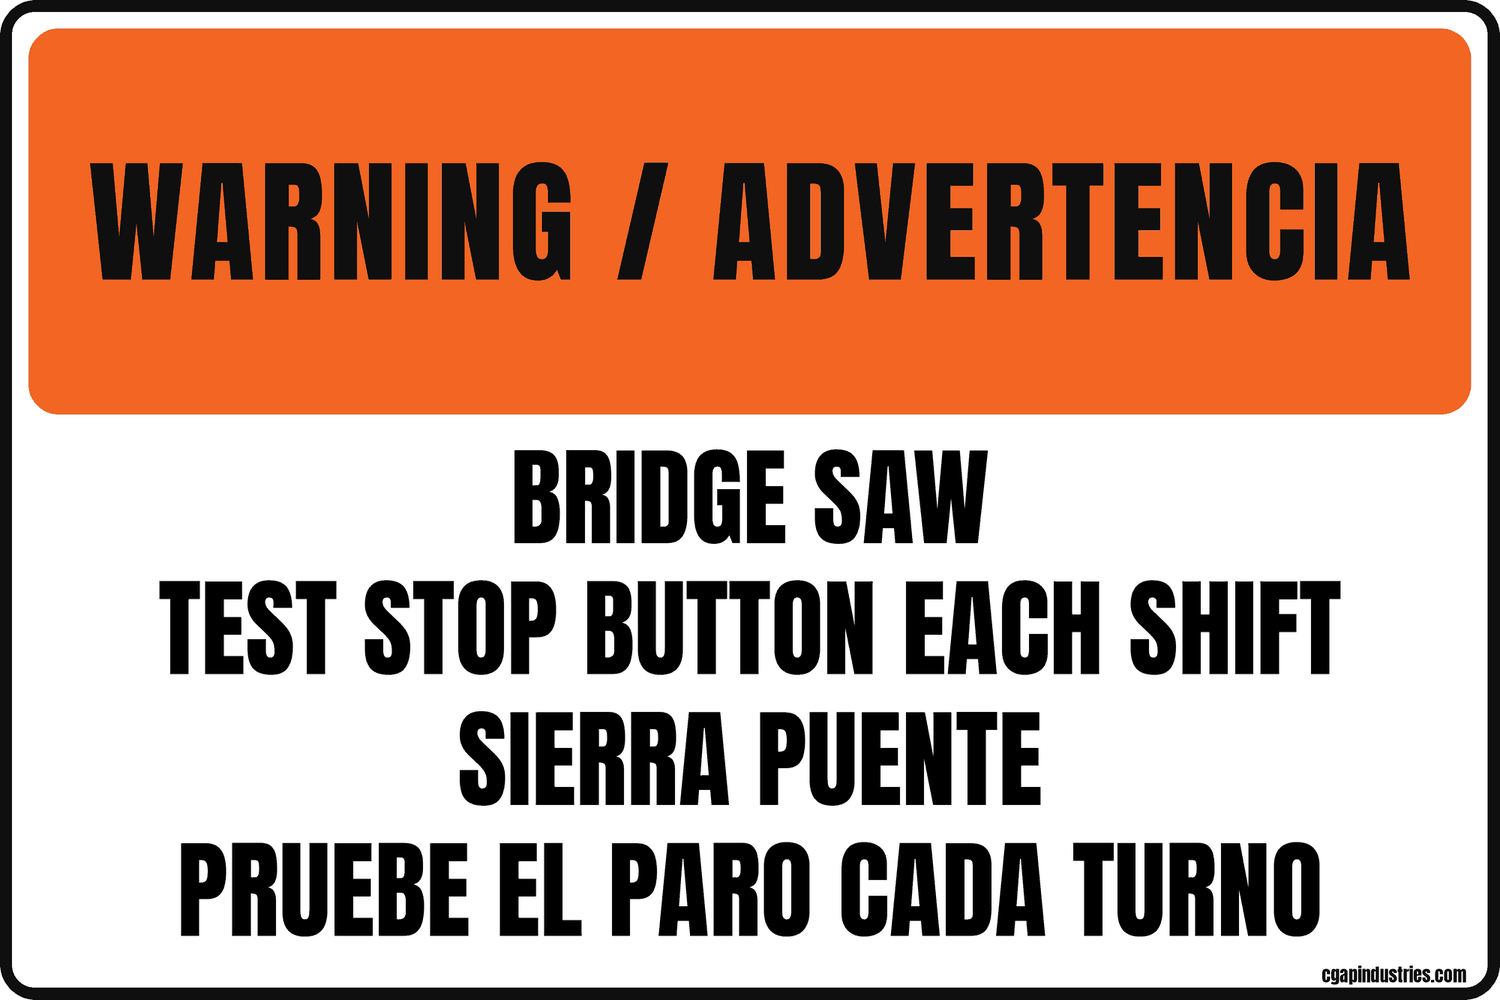 WARNING / ADVERTENCIA
BRIDGE SAW
TEST STOP BUTTON EACH SHIFT
SIERRA PUENTE
PRUEBE EL PARO CADA TURNO
cgapindustries.com